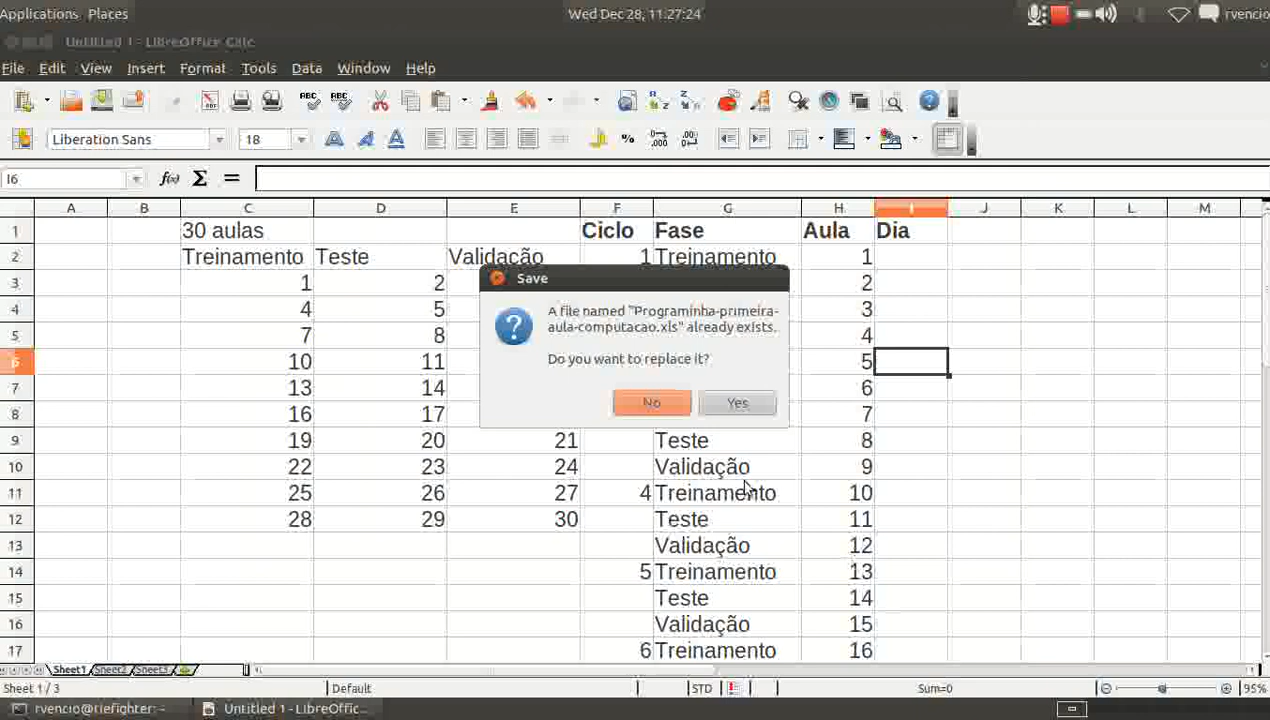 Applications Places Wed Dec 28, 11:27:24 rvencio
Untitled 1 - LibreOffice Calc
File Edit View Insert Format Tools Data Window Help
ABC ABC
Liberation Sans 18
I6 f(x) Σ =
A B C D E F G H I J K L M
1 30 aulas Ciclo Fase Aula Dia
2 Treinamento Teste Validação 1 Treinamento 1
3 1 2 2
4 4 5 3
5 7 8 4
6 10 11 5
7 13 14 6
8 16 17 7
9 19 20 21 Teste 8
10 22 23 24 Validação 9
11 25 26 27 4 Treinamento 10
12 28 29 30 Teste 11
13 Validação 12
14 5 Treinamento 13
15 Teste 14
16 Validação 15
17 6 Treinamento 16
Save
A file named "Programinha-primeira-
aula-computacao.xls" already exists.
Do you want to replace it?
No Yes
Sheet1 Sheet2 Sheet3
Sheet 1 / 3 Default STD Sum=0 95%
rvencio@tiefighter: ~ Untitled 1 - LibreOffic...